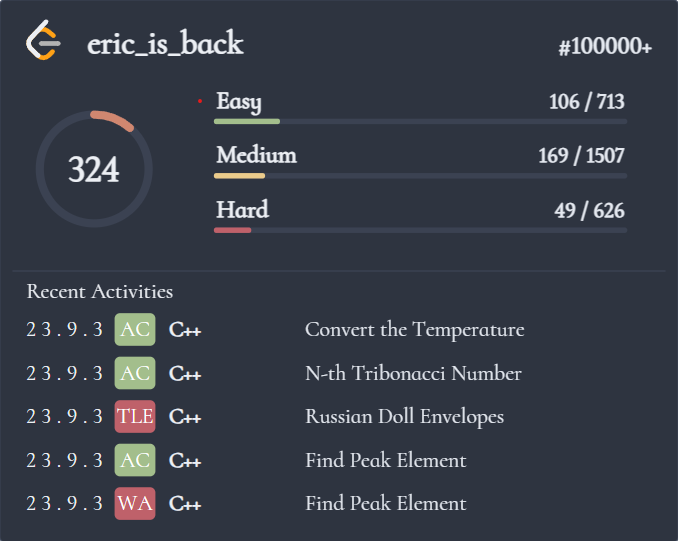 eric_is_back #100000+
324
Easy 106 / 713
Medium 169 / 1507
Hard 49 / 626
Recent Activities
23.9.3 AC C++ Convert the Temperature
23.9.3 AC C++ N-th Tribonacci Number
23.9.3 TLE C++ Russian Doll Envelopes
23.9.3 AC C++ Find Peak Element
23.9.3 WA C++ Find Peak Element